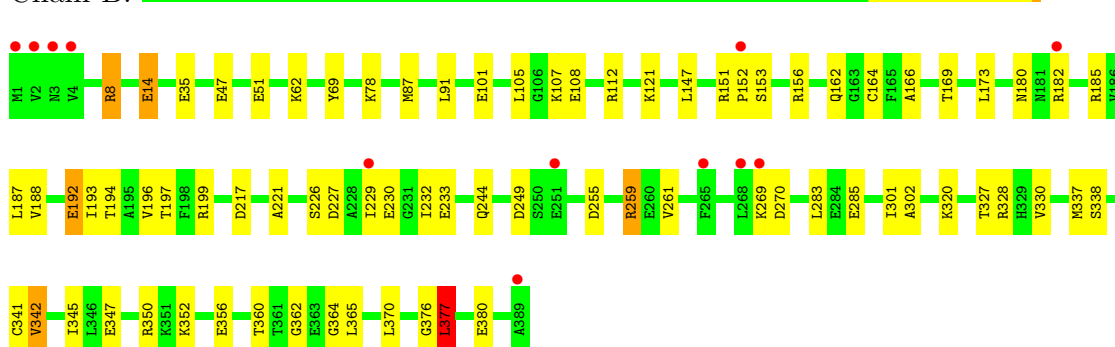 M1 V2 N3 V4 R8 E14 E35 E47 E51 K62 Y69 K78 M87 L91 E101 L105 G106 K107 E108 R112 K121 L147 R151 P152 S153 R156 Q162 G163 C164 F165 A166 T169 L173 N180 N181 R182 R185 V186
L187 V188 E192 I193 T194 A195 V196 T197 F198 R199 D217 A221 S226 D227 A228 I229 E230 G231 I232 E233 Q244 D249 S250 E251 D255 R259 E260 V261 F265 L268 K269 D270 L283 E284 E285 I301 A302 K320 T327 R328 H329 V330 M337 S338
C341 V342 I345 L346 E347 R350 K351 K352 E356 T360 T361 G362 E363 G364 L365 L370 G376 L377 E380 A389